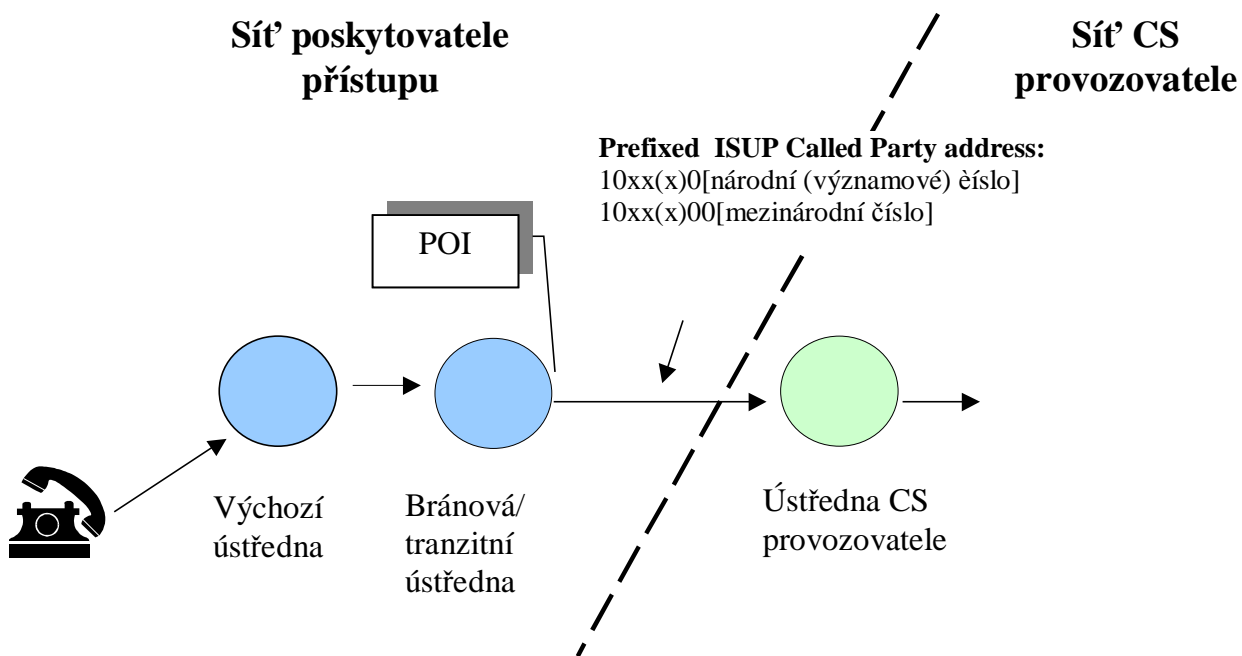 Síť poskytovatele
přístupu
Síť CS
provozovatele
Prefixed ISUP Called Party address:
10xx(x)0[národní (významové) èíslo]
10xx(x)00[mezinárodní číslo]
POI
Výchozí
ústředna
Bránová/
tranzitní
ústředna
Ústředna CS
provozovatele